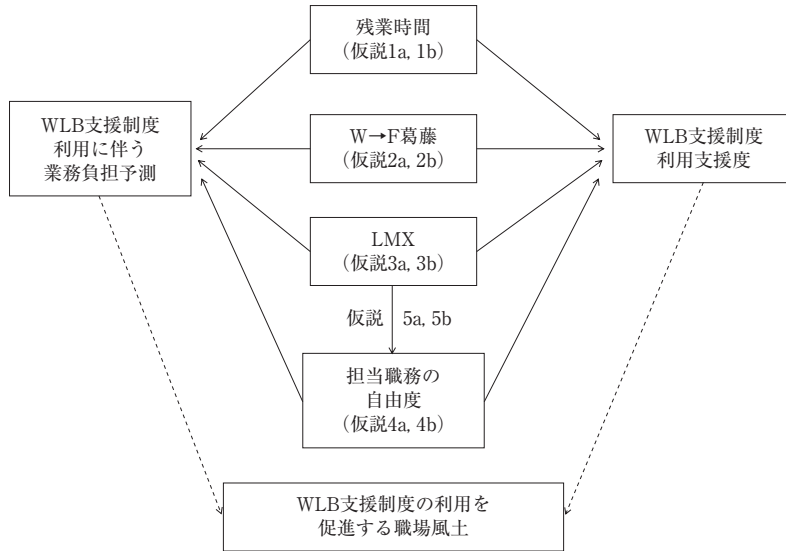 残業時間
(仮説1a, 1b)
WLB支援制度
利用に伴う
業務負担予測
W→F葛藤
(仮説2a, 2b)
WLB支援制度
利用支援度
LMX
(仮説3a, 3b)
仮説 5a, 5b
担当職務の
自由度
(仮説4a, 4b)
WLB支援制度の利用を
促進する職場風土